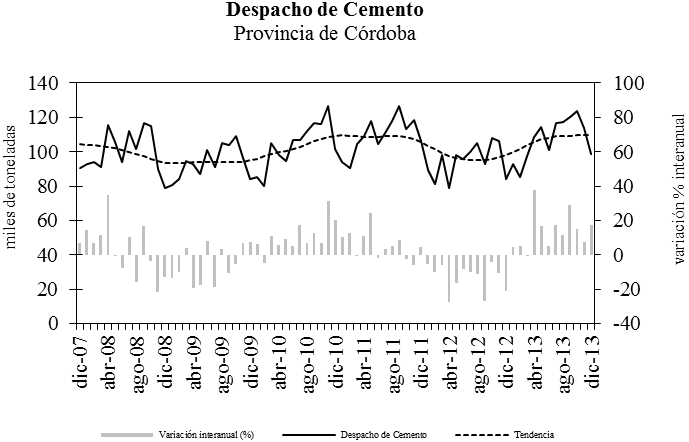 Despacho de Cemento
Provincia de Córdoba
miles de toneladas
140
120
100
80
60
40
20
0
100
80
60
40
20
0
-20
-40
variación % interanual
dic-07
abr-08
ago-08
dic-08
abr-09
ago-09
dic-09
abr-10
ago-10
dic-10
abr-11
ago-11
dic-11
abr-12
ago-12
dic-12
abr-13
ago-13
dic-13
Variación interanual (%)
Despacho de Cemento
Tendencia